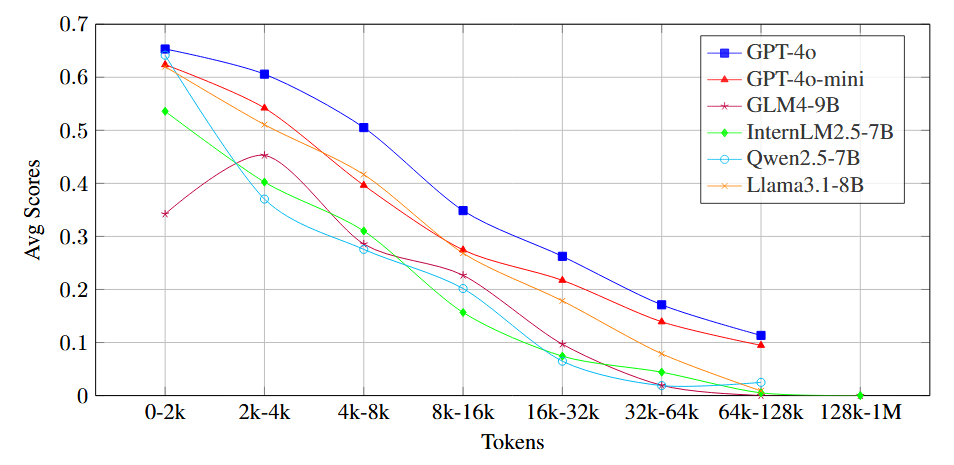 0.7
0.6
0.5
0.4
0.3
0.2
0.1
0
Avg Scores
GPT-4o
GPT-4o-mini
GLM4-9B
InternLM2.5-7B
Qwen2.5-7B
Llama3.1-8B
0-2k 2k-4k 4k-8k 8k-16k 16k-32k 32k-64k 64k-128k 128k-1M
Tokens